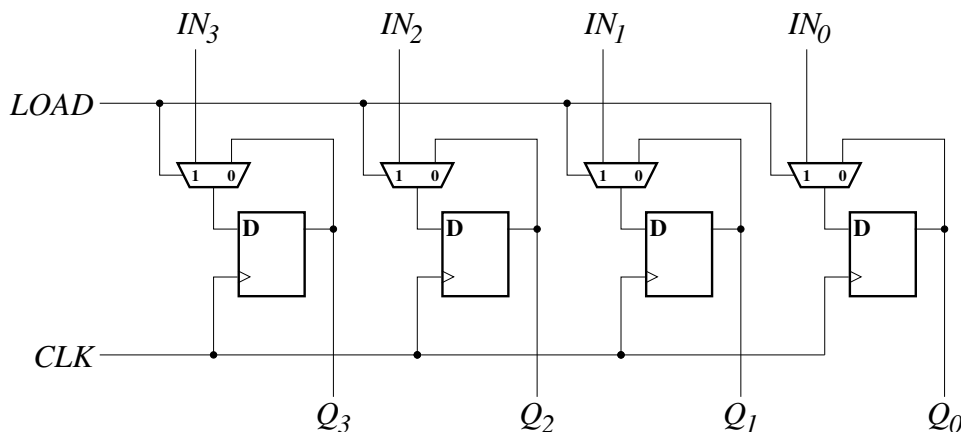 IN3 IN2 IN1 IN0
LOAD
1 0 1 0 1 0 1 0
D D D D
CLK
Q3 Q2 Q1 Q0